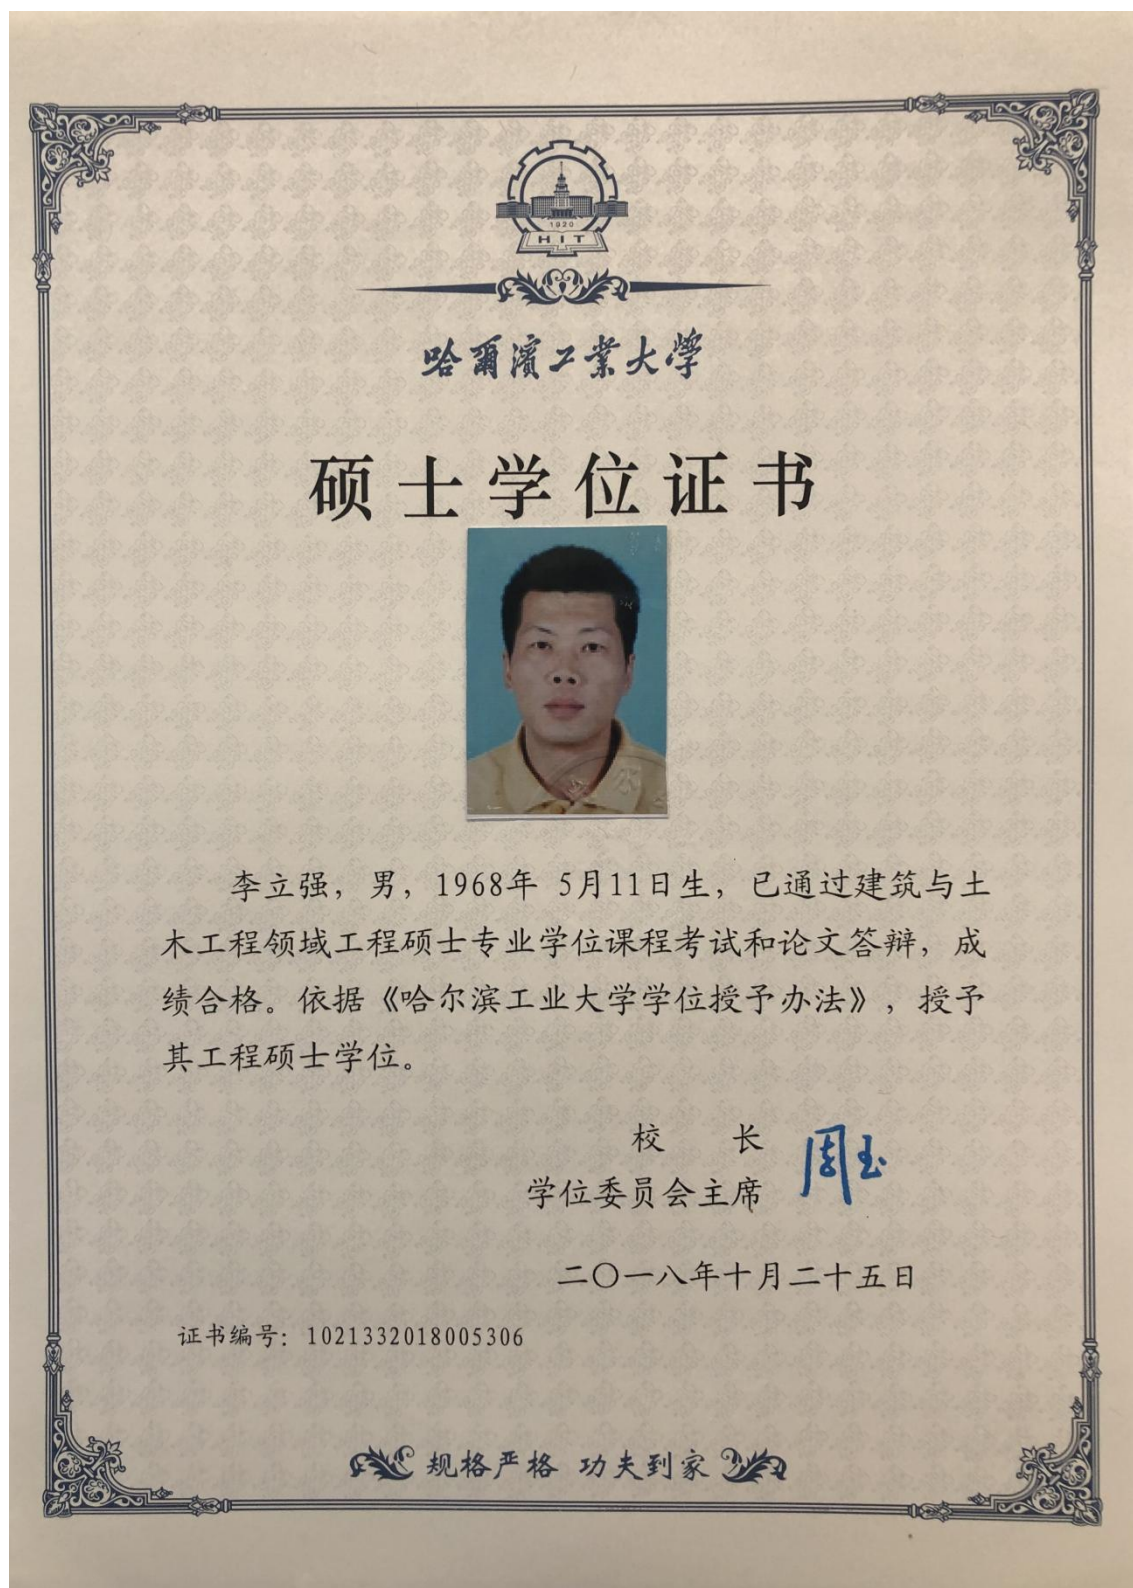 1920
HIT
哈爾濱工業大學
硕士学位证书
李立强，男，1968年 5月11日生，已通过建筑与土
木工程领域工程硕士专业学位课程考试和论文答辩，成
绩合格。依据《哈尔滨工业大学学位授予办法》，授予
其工程硕士学位。
校 长
周玉
学位委员会主席
二〇一八年十月二十五日
证书编号：1021332018005306
规格严格 功夫到家